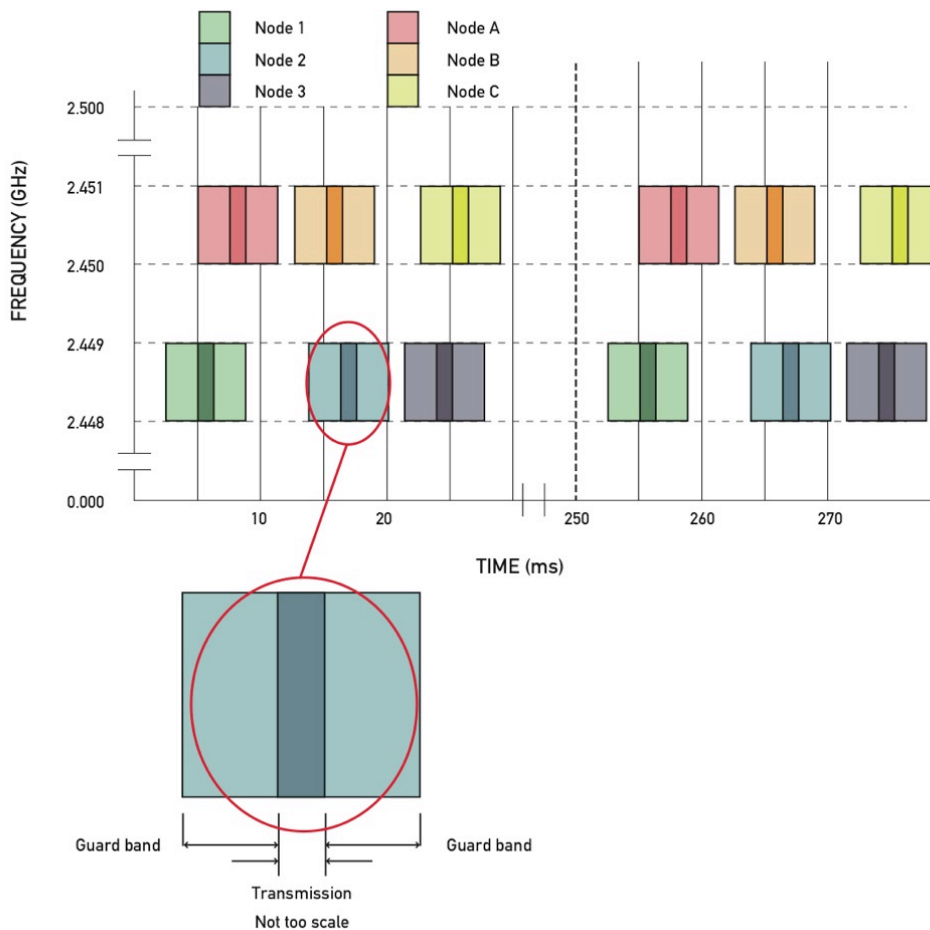 Node 1
Node 2
Node 3
Node A
Node B
Node C
FREQUENCY (GHz)
2.500
2.451
2.450
2.449
2.448
0.000
10 20 250 260 270
TIME (ms)
Guard band
Guard band
Transmission
Not too scale